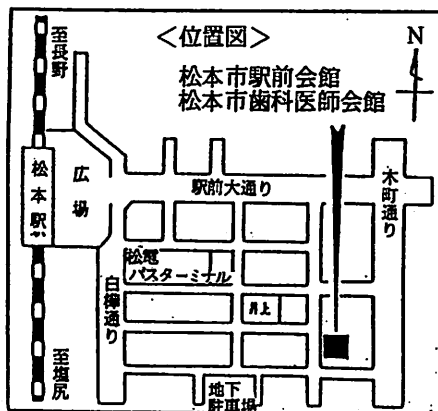 <位置図>
N
松本市駅前会館
松本市歯科医師会館
至長野
松本駅
広場
駅前大通り
本町通り
松電
バスターミナル
白樺通り
井上
至塩尻
地下
駐車場